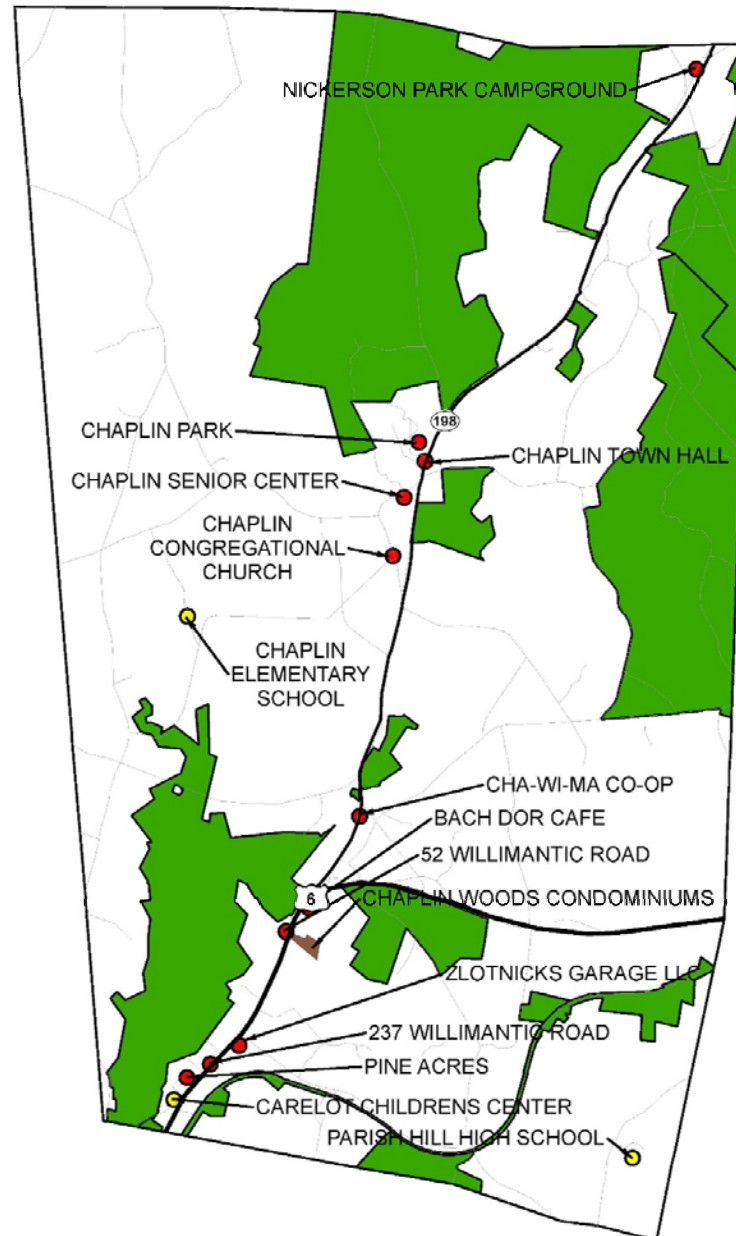 NICKERSON PARK CAMPGROUND
198
CHAPLIN PARK
CHAPLIN TOWN HALL
CHAPLIN SENIOR CENTER
CHAPLIN
CONGREGATIONAL
CHURCH
CHAPLIN
ELEMENTARY
SCHOOL
CHA-WI-MA CO-OP
BACH DOR CAFE
52 WILLIMANTIC ROAD
6
CHAPLIN WOODS CONDOMINIUMS
ZLOTNICKS GARAGE LLC
237 WILLIMANTIC ROAD
PINE ACRES
CARELOT CHILDRENS CENTER
PARISH HILL HIGH SCHOOL